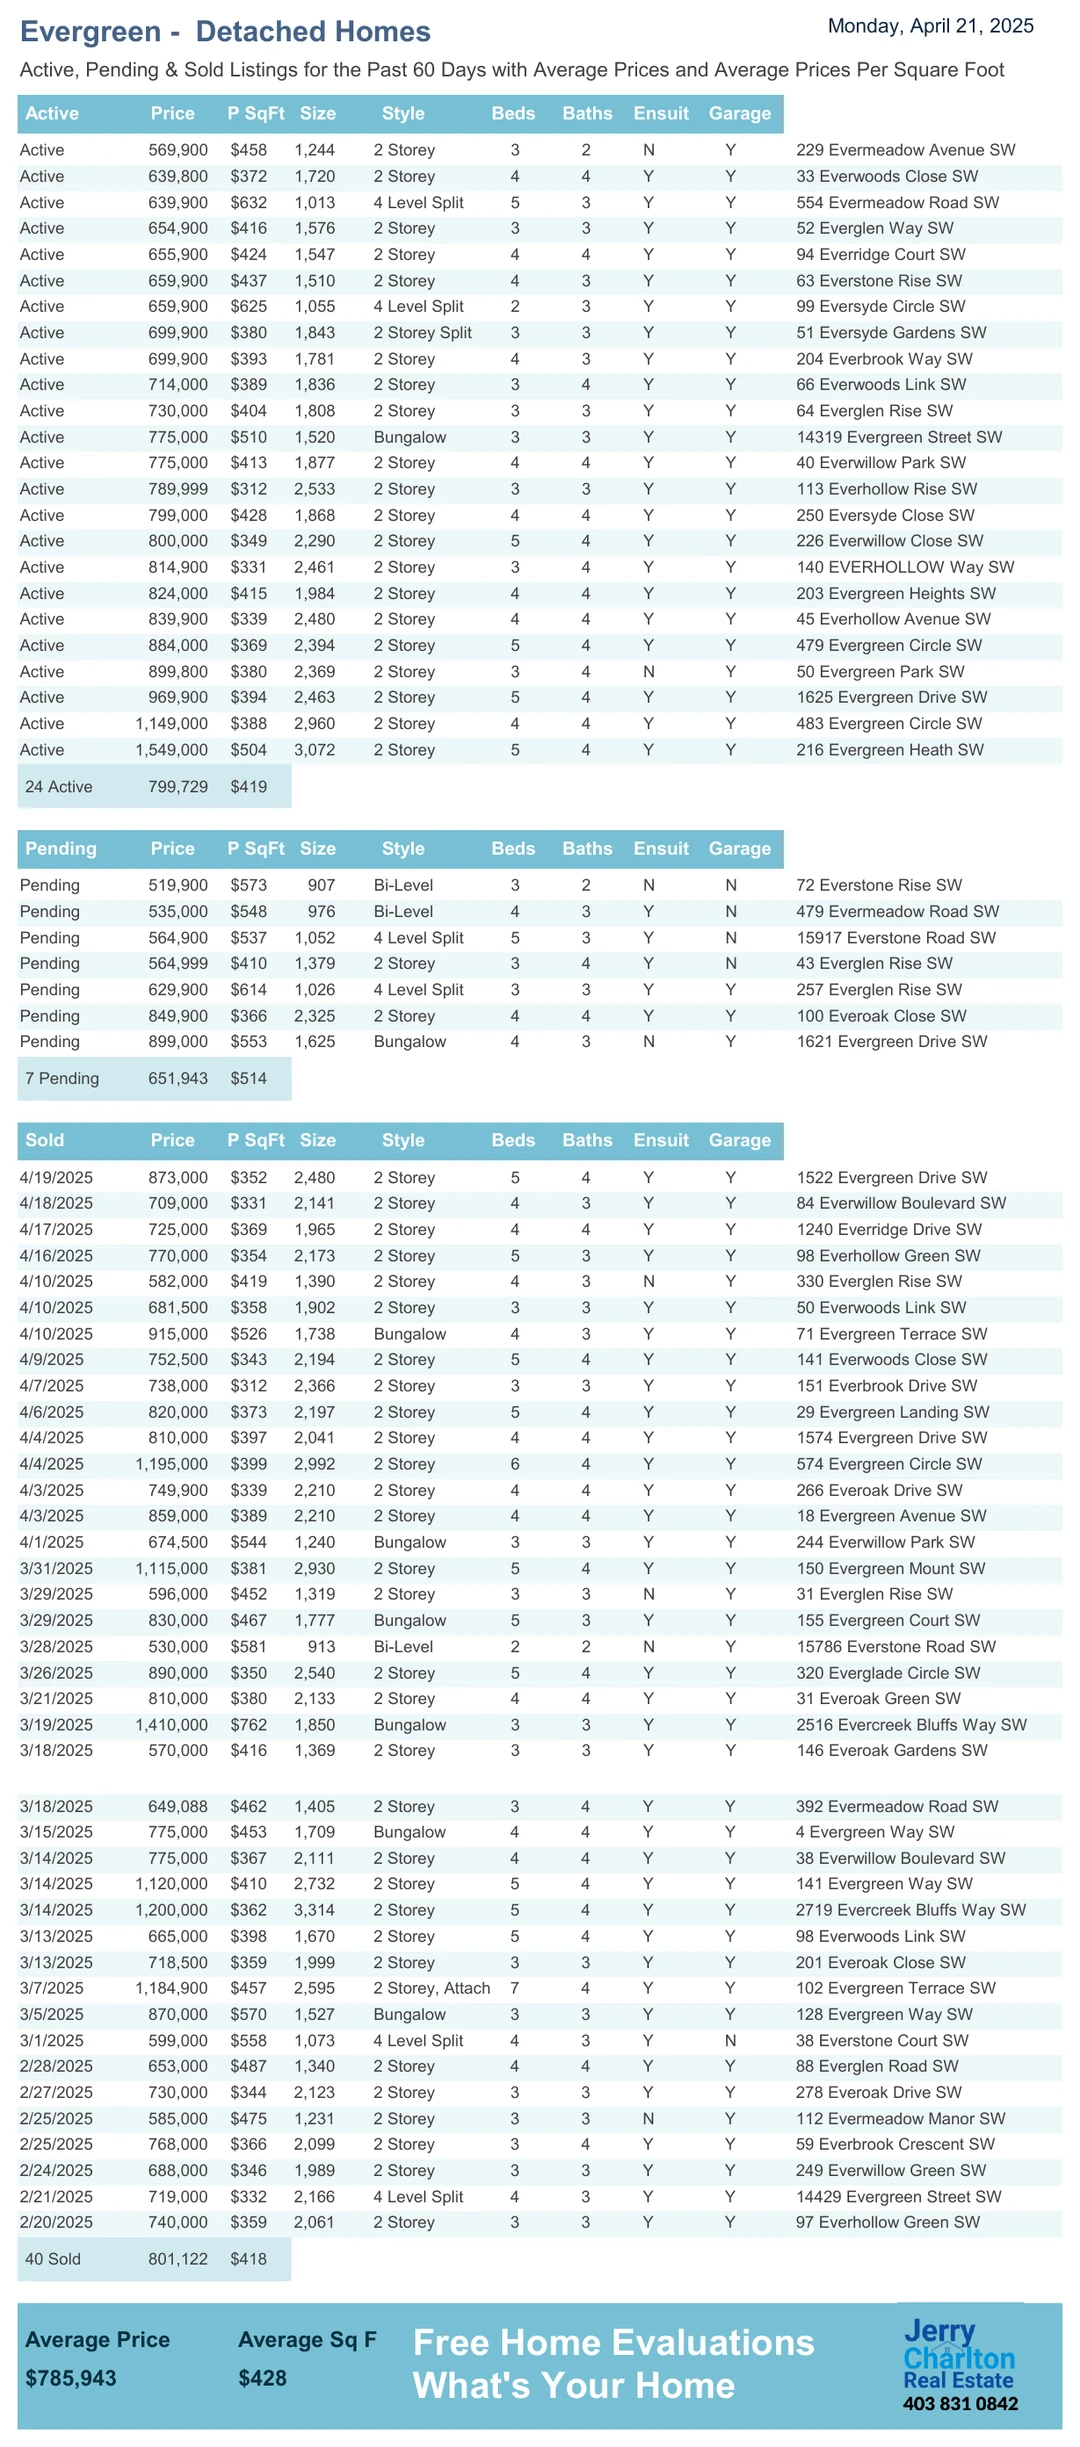 Evergreen - Detached Homes
Monday, April 21, 2025
Active, Pending & Sold Listings for the Past 60 Days with Average Prices and Average Prices Per Square Foot
Active Price P SqFt Size Style Beds Baths Ensuit Garage
Active 569,900 $458 1,244 2 Storey 3 2 N Y 229 Evermeadow Avenue SW
Active 639,800 $372 1,720 2 Storey 4 4 Y Y 33 Everwoods Close SW
Active 639,900 $632 1,013 4 Level Split 5 3 Y Y 554 Evermeadow Road SW
Active 654,900 $416 1,576 2 Storey 3 3 Y Y 52 Everglen Way SW
Active 655,900 $424 1,547 2 Storey 4 4 Y Y 94 Everridge Court SW
Active 659,900 $437 1,510 2 Storey 4 3 Y Y 63 Everstone Rise SW
Active 659,900 $625 1,055 4 Level Split 2 3 Y Y 99 Eversyde Circle SW
Active 699,900 $380 1,843 2 Storey Split 3 3 Y Y 51 Eversyde Gardens SW
Active 699,900 $393 1,781 2 Storey 4 3 Y Y 204 Everbrook Way SW
Active 714,000 $389 1,836 2 Storey 3 4 Y Y 66 Everwoods Link SW
Active 730,000 $404 1,808 2 Storey 3 3 Y Y 64 Everglen Rise SW
Active 775,000 $510 1,520 Bungalow 3 3 Y Y 14319 Evergreen Street SW
Active 775,000 $413 1,877 2 Storey 4 4 Y Y 40 Everwillow Park SW
Active 789,999 $312 2,533 2 Storey 3 3 Y Y 113 Everhollow Rise SW
Active 799,000 $428 1,868 2 Storey 4 4 Y Y 250 Eversyde Close SW
Active 800,000 $349 2,290 2 Storey 5 4 Y Y 226 Everwillow Close SW
Active 814,900 $331 2,461 2 Storey 3 4 Y Y 140 EVERHOLLOW Way SW
Active 824,000 $415 1,984 2 Storey 4 4 Y Y 203 Evergreen Heights SW
Active 839,900 $339 2,480 2 Storey 4 4 Y Y 45 Everhollow Avenue SW
Active 884,000 $369 2,394 2 Storey 5 4 Y Y 479 Evergreen Circle SW
Active 899,800 $380 2,369 2 Storey 3 4 N Y 50 Evergreen Park SW
Active 969,900 $394 2,463 2 Storey 5 4 Y Y 1625 Evergreen Drive SW
Active 1,149,000 $388 2,960 2 Storey 4 4 Y Y 483 Evergreen Circle SW
Active 1,549,000 $504 3,072 2 Storey 5 4 Y Y 216 Evergreen Heath SW
24 Active 799,729 $419
Pending Price P SqFt Size Style Beds Baths Ensuit Garage
Pending 519,900 $573 907 Bi-Level 3 2 N N 72 Everstone Rise SW
Pending 535,000 $548 976 Bi-Level 4 3 Y N 479 Evermeadow Road SW
Pending 564,900 $537 1,052 4 Level Split 5 3 Y N 15917 Everstone Road SW
Pending 564,999 $410 1,379 2 Storey 3 4 Y N 43 Everglen Rise SW
Pending 629,900 $614 1,026 4 Level Split 3 3 Y Y 257 Everglen Rise SW
Pending 849,900 $366 2,325 2 Storey 4 4 Y Y 100 Everoak Close SW
Pending 899,000 $553 1,625 Bungalow 4 3 N Y 1621 Evergreen Drive SW
7 Pending 651,943 $514
Sold Price P SqFt Size Style Beds Baths Ensuit Garage
4/19/2025 873,000 $352 2,480 2 Storey 5 4 Y Y 1522 Evergreen Drive SW
4/18/2025 709,000 $331 2,141 2 Storey 4 3 Y Y 84 Everwillow Boulevard SW
4/17/2025 725,000 $369 1,965 2 Storey 4 4 Y Y 1240 Everridge Drive SW
4/16/2025 770,000 $354 2,173 2 Storey 5 3 Y Y 98 Everhollow Green SW
4/10/2025 582,000 $419 1,390 2 Storey 4 3 N Y 330 Everglen Rise SW
4/10/2025 681,500 $358 1,902 2 Storey 3 3 Y Y 50 Everwoods Link SW
4/10/2025 915,000 $526 1,738 Bungalow 4 3 Y Y 71 Evergreen Terrace SW
4/9/2025 752,500 $343 2,194 2 Storey 5 4 Y Y 141 Everwoods Close SW
4/7/2025 738,000 $312 2,366 2 Storey 3 3 Y Y 151 Everbrook Drive SW
4/6/2025 820,000 $373 2,197 2 Storey 5 4 Y Y 29 Evergreen Landing SW
4/4/2025 810,000 $397 2,041 2 Storey 4 4 Y Y 1574 Evergreen Drive SW
4/4/2025 1,195,000 $399 2,992 2 Storey 6 4 Y Y 574 Evergreen Circle SW
4/3/2025 749,900 $339 2,210 2 Storey 4 4 Y Y 266 Everoak Drive SW
4/3/2025 859,000 $389 2,210 2 Storey 4 4 Y Y 18 Evergreen Avenue SW
4/1/2025 674,500 $544 1,240 Bungalow 3 3 Y Y 244 Everwillow Park SW
3/31/2025 1,115,000 $381 2,930 2 Storey 5 4 Y Y 150 Evergreen Mount SW
3/29/2025 596,000 $452 1,319 2 Storey 3 3 N Y 31 Everglen Rise SW
3/29/2025 830,000 $467 1,777 Bungalow 5 3 Y Y 155 Evergreen Court SW
3/28/2025 530,000 $581 913 Bi-Level 2 2 N Y 15786 Everstone Road SW
3/26/2025 890,000 $350 2,540 2 Storey 5 4 Y Y 320 Everglade Circle SW
3/21/2025 810,000 $380 2,133 2 Storey 4 4 Y Y 31 Everoak Green SW
3/19/2025 1,410,000 $762 1,850 Bungalow 3 3 Y Y 2516 Evercreek Bluffs Way SW
3/18/2025 570,000 $416 1,369 2 Storey 3 3 Y Y 146 Everoak Gardens SW
3/18/2025 649,088 $462 1,405 2 Storey 3 4 Y Y 392 Evermeadow Road SW
3/15/2025 775,000 $453 1,709 Bungalow 4 4 Y Y 4 Evergreen Way SW
3/14/2025 775,000 $367 2,111 2 Storey 4 4 Y Y 38 Everwillow Boulevard SW
3/14/2025 1,120,000 $410 2,732 2 Storey 5 4 Y Y 141 Evergreen Way SW
3/14/2025 1,200,000 $362 3,314 2 Storey 5 4 Y Y 2719 Evercreek Bluffs Way SW
3/13/2025 665,000 $398 1,670 2 Storey 5 4 Y Y 98 Everwoods Link SW
3/13/2025 718,500 $359 1,999 2 Storey 3 3 Y Y 201 Everoak Close SW
3/7/2025 1,184,900 $457 2,595 2 Storey, Attach 7 4 Y Y 102 Evergreen Terrace SW
3/5/2025 870,000 $570 1,527 Bungalow 3 3 Y Y 128 Evergreen Way SW
3/1/2025 599,000 $558 1,073 4 Level Split 4 3 Y N 38 Everstone Court SW
2/28/2025 653,000 $487 1,340 2 Storey 4 4 Y Y 88 Everglen Road SW
2/27/2025 730,000 $344 2,123 2 Storey 3 3 Y Y 278 Everoak Drive SW
2/25/2025 585,000 $475 1,231 2 Storey 3 3 N Y 112 Evermeadow Manor SW
2/25/2025 768,000 $366 2,099 2 Storey 3 4 Y Y 59 Everbrook Crescent SW
2/24/2025 688,000 $346 1,989 2 Storey 3 3 Y Y 249 Everwillow Green SW
2/21/2025 719,000 $332 2,166 4 Level Split 4 3 Y Y 14429 Evergreen Street SW
2/20/2025 740,000 $359 2,061 2 Storey 3 3 Y Y 97 Everhollow Green SW
40 Sold 801,122 $418
Average Price Average Sq F
$785,943 $428
Free Home Evaluations
What's Your Home
Jerry
Charlton
Real Estate
403 831 0842